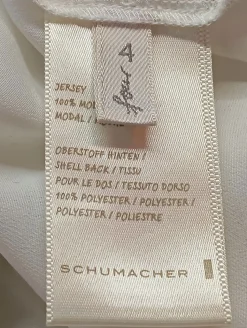 4
four
JERSEY
100%
MODAL /
OBERSTOFF HINTEN /
SHELL BACK / TISSU
POUR LE DOS / TESSUTO DORSO
100% POLYESTER / POLYESTER /
POLYESTER / POLIESTRE
SCHUMACHER